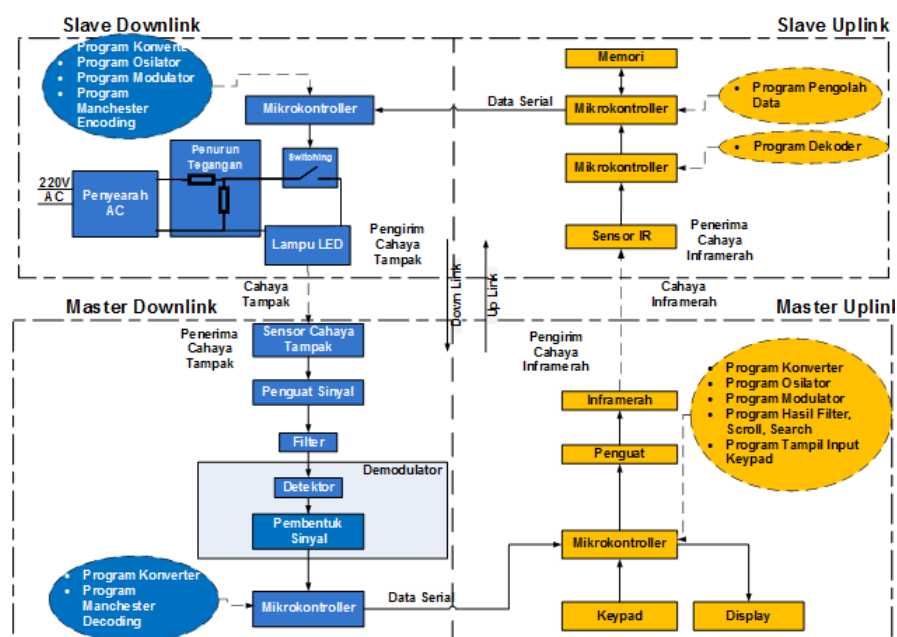 Slave Downlink
Slave Uplink
Program Konverter
Program Osilator
Program Modulator
Program
Manchester
Encoding
Mikrokontroller
Data Serial
Memori
Mikrokontroller
Program Pengolah
Data
Mikrokontroller
Program Dekoder
Penurun
Tegangan
Switching
220V
AC
Penyearah
AC
Lampu LED
Pengirim
Cahaya
Tampak
Sensor IR
Penerima
Cahaya
Inframerah
Cahaya
Tampak
Down Link
Up Link
Cahaya
Inframerah
Master Downlink
Master Uplink
Penerima
Cahaya
Tampak
Sensor Cahaya
Tampak
Penguat Sinyal
Filter
Demodulator
Detektor
Pembentuk
Sinyal
Program Konverter
Program
Manchester
Decoding
Mikrokontroller
Data Serial
Pengirim
Cahaya
Inframerah
Inframerah
Penguat
Program Konverter
Program Osilator
Program Modulator
Program Hasil Filter,
Scroll, Search
Program Tampil Input
Keypad
Mikrokontroller
Keypad
Display